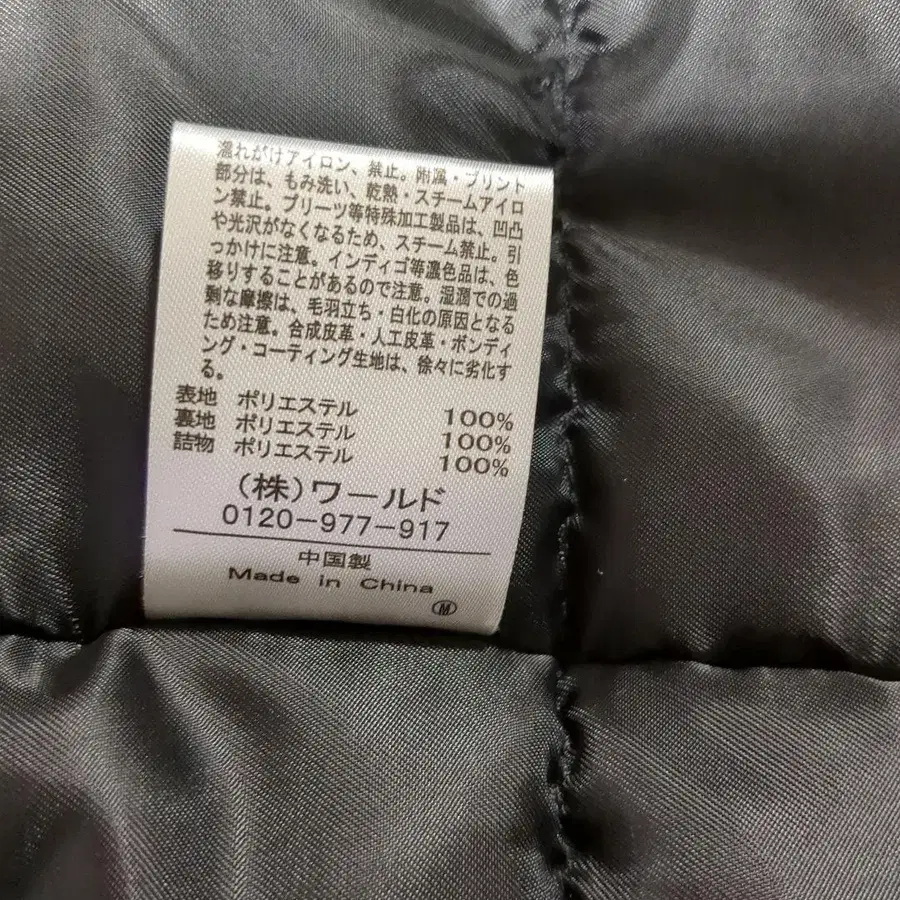 濡れがけアイロン、禁止。附属・プリント
部分は、もみ洗い、乾熱・スチームアイロ
ン禁止。プリーツ等特殊加工製品は、凹凸
や光沢がなくなるため、スチーム禁止。引
っかけに注意。インディゴ等濃色品は、色
移りすることがあるので注意。湿潤での過
剰な摩擦は、毛羽立ち・白化の原因となる
ため注意。合成皮革・人工皮革・ボンディ
ング・コーティング生地は、徐々に劣化す
る。
表地 ポリエステル 100%
裏地 ポリエステル 100%
詰物 ポリエステル 100%
(株)ワールド
0120-977-917
中国製
Made in China
M